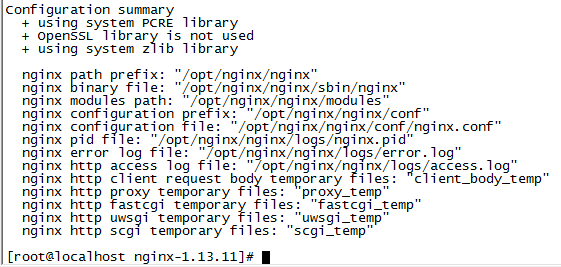 Configuration summary
+ using system PCRE library
+ OpenSSL library is not used
+ using system zlib library
nginx path prefix: "/opt/nginx/nginx"
nginx binary file: "/opt/nginx/nginx/sbin/nginx"
nginx modules path: "/opt/nginx/nginx/modules"
nginx configuration prefix: "/opt/nginx/nginx/conf"
nginx configuration file: "/opt/nginx/nginx/conf/nginx.conf"
nginx pid file: "/opt/nginx/nginx/logs/nginx.pid"
nginx error log file: "/opt/nginx/nginx/logs/error.log"
nginx http access log file: "/opt/nginx/nginx/logs/access.log"
nginx http client request body temporary files: "client_body_temp"
nginx http proxy temporary files: "proxy_temp"
nginx http fastcgi temporary files: "fastcgi_temp"
nginx http uwsgi temporary files: "uwsgi_temp"
nginx http scgi temporary files: "scgi_temp"
[root@localhost nginx-1.13.11]#